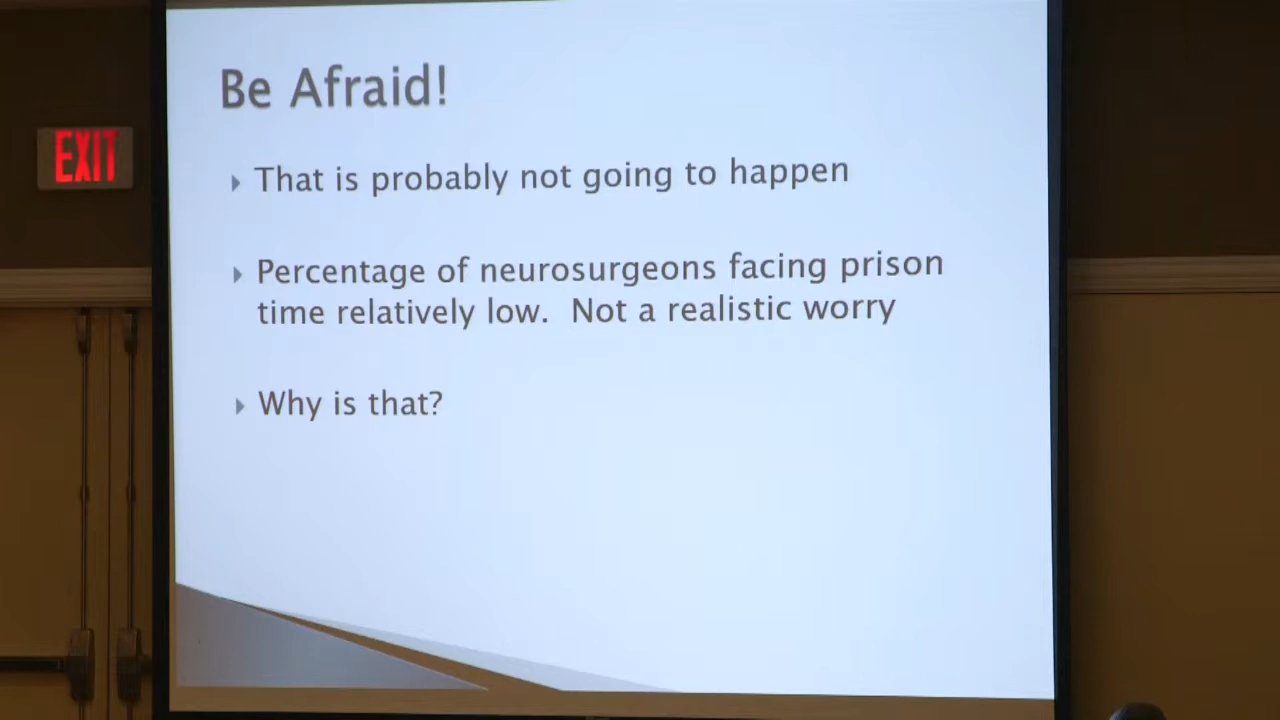 EXIT
Be Afraid!
That is probably not going to happen
Percentage of neurosurgeons facing prison
time relatively low.  Not a realistic worry
Why is that?